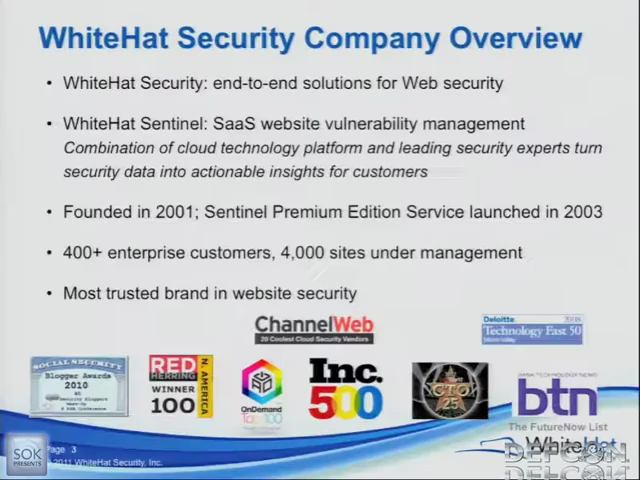 WhiteHat Security Company Overview
• WhiteHat Security: end-to-end solutions for Web security
• WhiteHat Sentinel: SaaS website vulnerability management
Combination of cloud technology platform and leading security experts turn
security data into actionable insights for customers
• Founded in 2001; Sentinel Premium Edition Service launched in 2003
• 400+ enterprise customers, 4,000 sites under management
• Most trusted brand in website security
ChannelWeb
20 Coolest Cloud Security Vendors
Deloitte
Technology Fast 50
SOCIAL SECURITY
Blogger Awards
2010
RED
HERRING
WINNER
100
N. AMERICA
OnDemand
Top 100
Inc.
500
CTO
25
btn
The FutureNow List
WhiteHat
DEFCON
SOK
PRESENTS
Page 3
2011 WhiteHat Security, Inc.